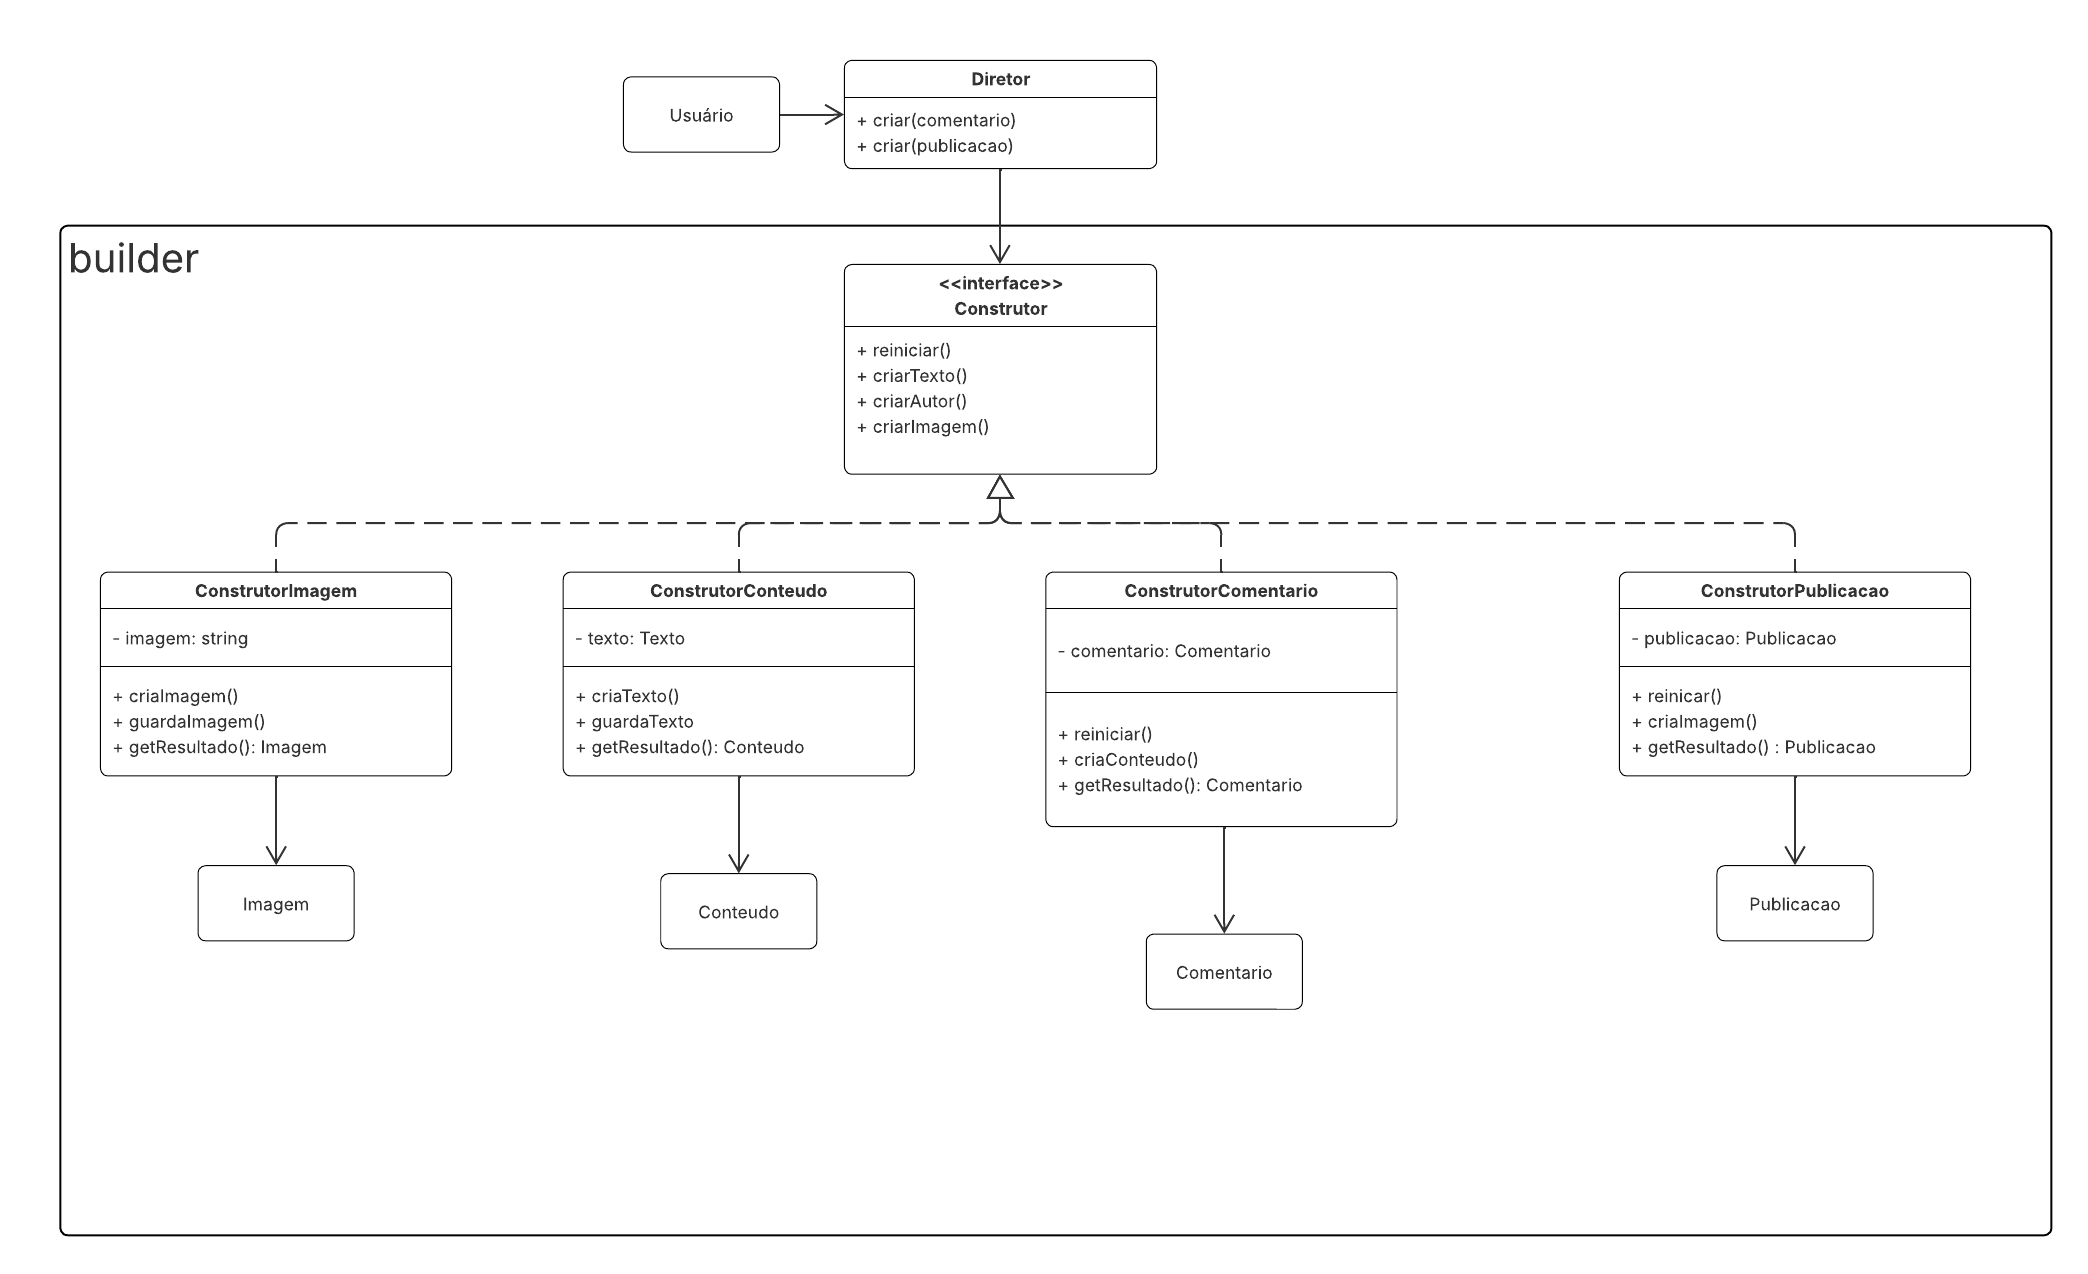 Usuário
Diretor
+ criar(comentario)
+ criar(publicacao)
builder
<<interface>>
Construtor
+ reiniciar()
+ criarTexto()
+ criarAutor()
+ criarImagem()
ConstrutorImagem
- imagem: string
+ criaImagem()
+ guardaImagem()
+ getResultado(): Imagem
ConstrutorConteudo
- texto: Texto
+ criaTexto()
+ guardaTexto
+ getResultado(): Conteudo
ConstrutorComentario
- comentario: Comentario
+ reiniciar()
+ criaConteudo()
+ getResultado(): Comentario
ConstrutorPublicacao
- publicacao: Publicacao
+ reinicar()
+ criaImagem()
+ getResultado() : Publicacao
Imagem
Conteudo
Comentario
Publicacao